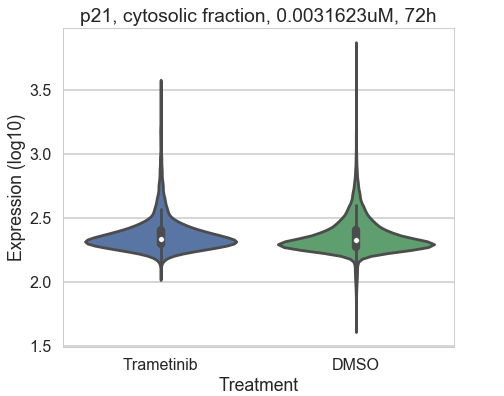 p21, cytosolic fraction, 0.0031623uM, 72h
Expression (log10)
3.5
3.0
2.5
2.0
1.5
Trametinib DMSO
Treatment